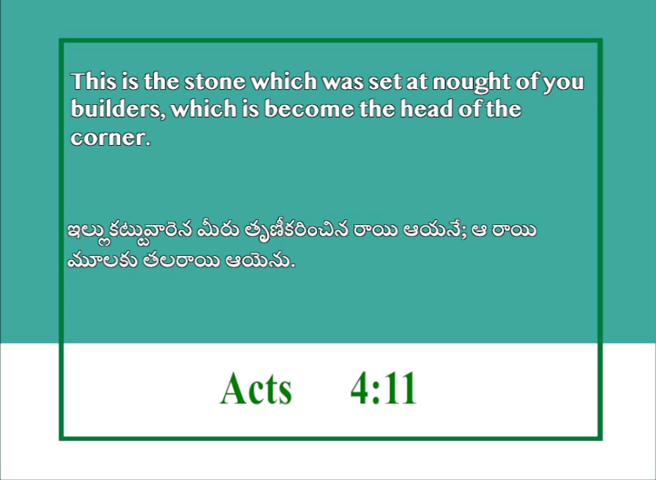 This is the stone which was set at nought of you
builders, which is become the head of the
corner.
ఇల్లుకట్టువారెన మీరు తృణీకరించిన రాయి ఆయనే; ఆ రాయి
మూలకు తలరాయి ఆయెను.
Acts 4:11